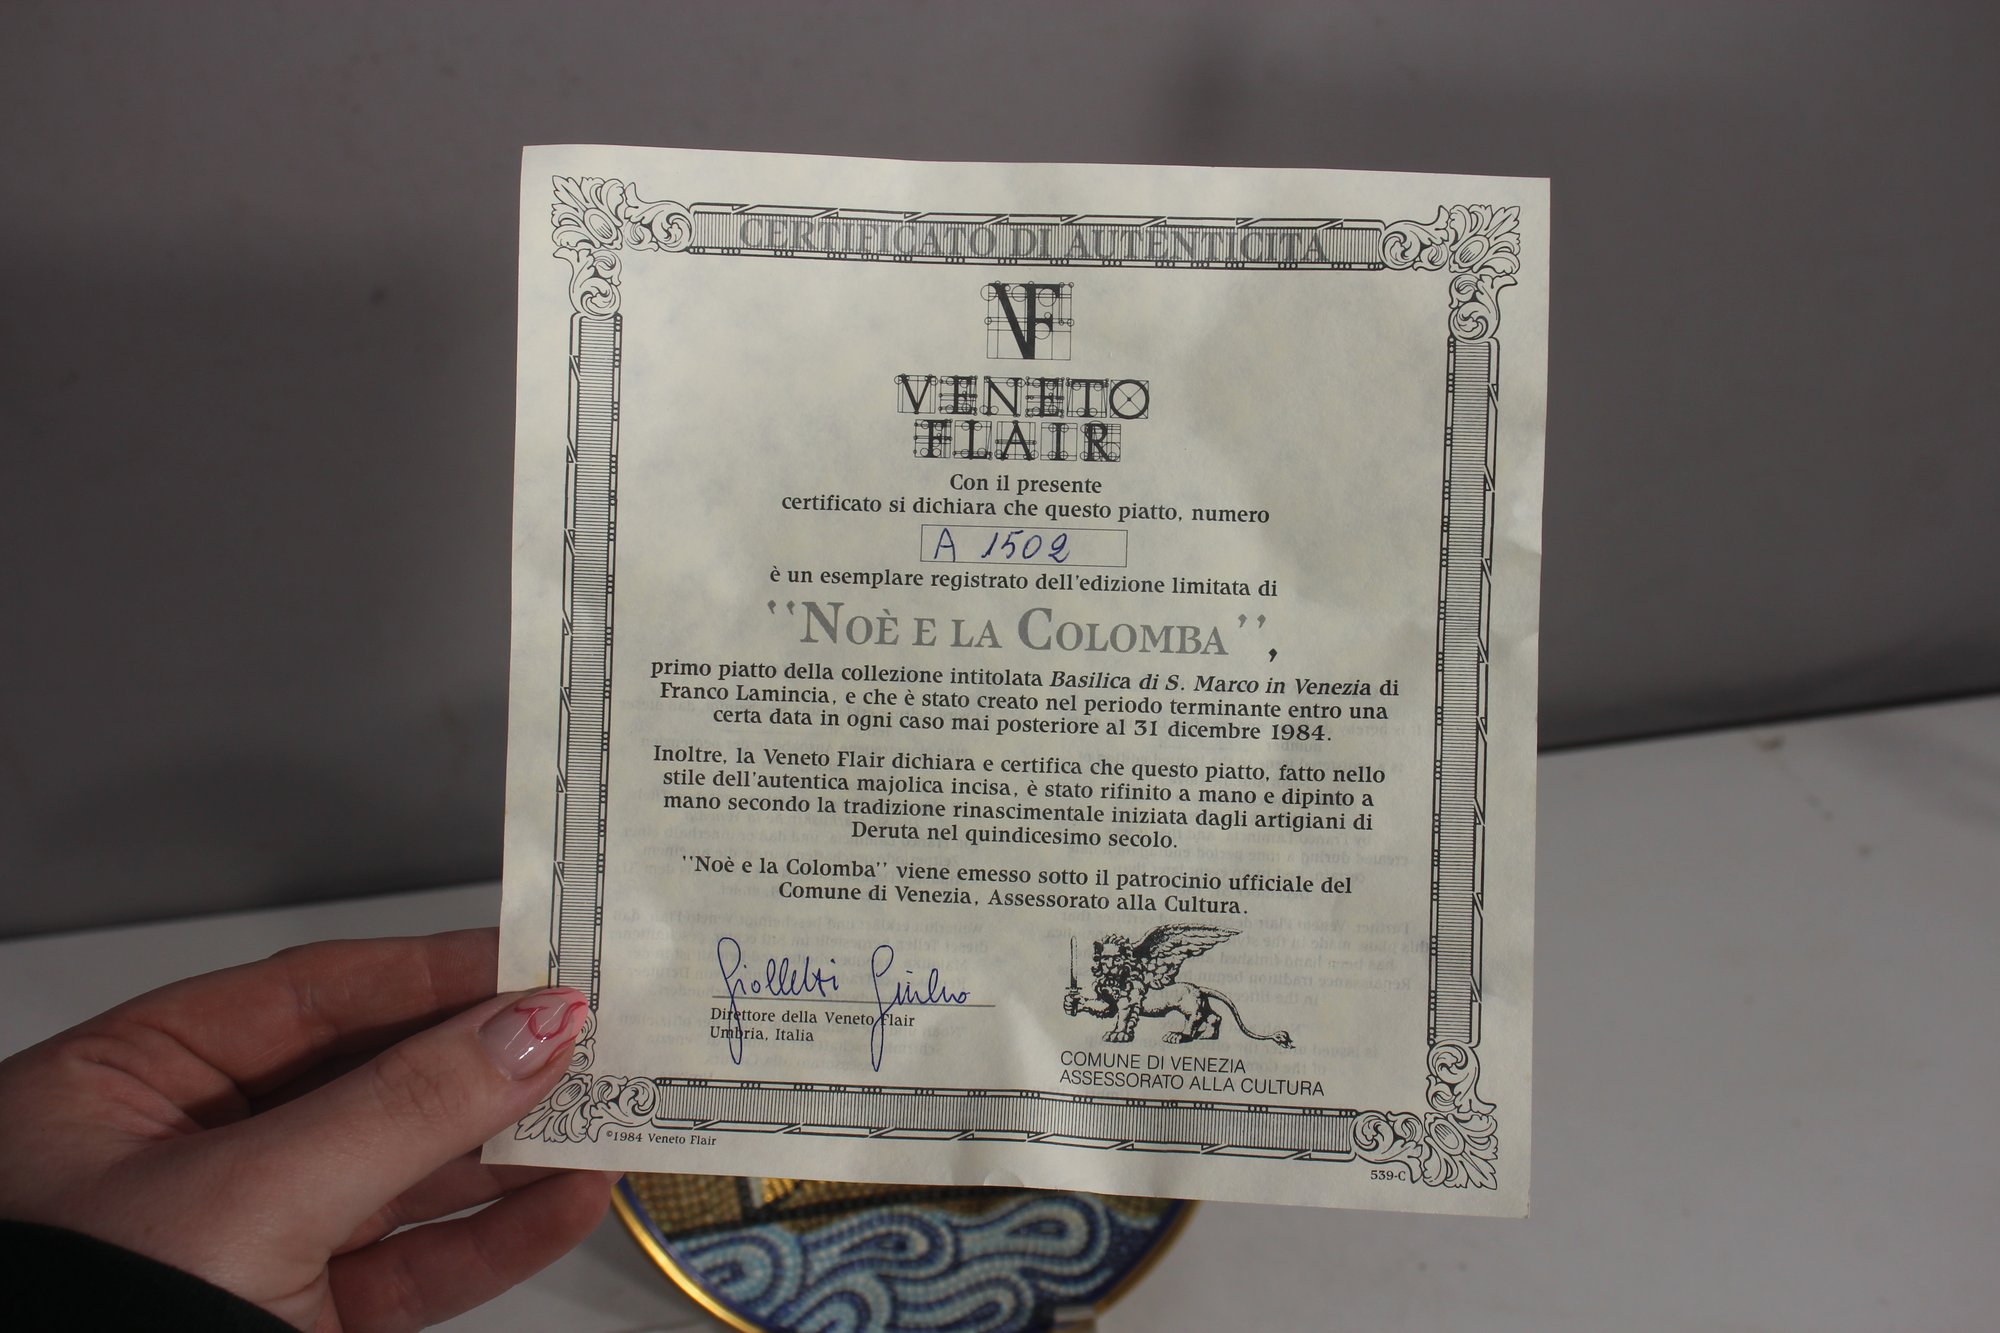 CERTIFICATO DI AUTENTICITÀ
VF
VENETO
FLAIR
Con il presente
certificato si dichiara che questo piatto, numero
A 1502
è un esemplare registrato dell'edizione limitata di
"NOÈ E LA COLOMBA",
primo piatto della collezione intitolata Basilica di S. Marco in Venezia di
Franco Lamincia, e che è stato creato nel periodo terminante entro una
certa data in ogni caso mai posteriore al 31 dicembre 1984.
Inoltre, la Veneto Flair dichiara e certifica che questo piatto, fatto nello
stile dell'autentica majolica incisa, è stato rifinito a mano e dipinto a
mano secondo la tradizione rinascimentale iniziata dagli artigiani di
Deruta nel quindicesimo secolo.
"Noè e la Colomba" viene emesso sotto il patrocinio ufficiale del
Comune di Venezia, Assessorato alla Cultura.
Direttore della Veneto Flair
Umbria, Italia
COMUNE DI VENEZIA
ASSESSORATO ALLA CULTURA
©1984 Veneto Flair
539-C